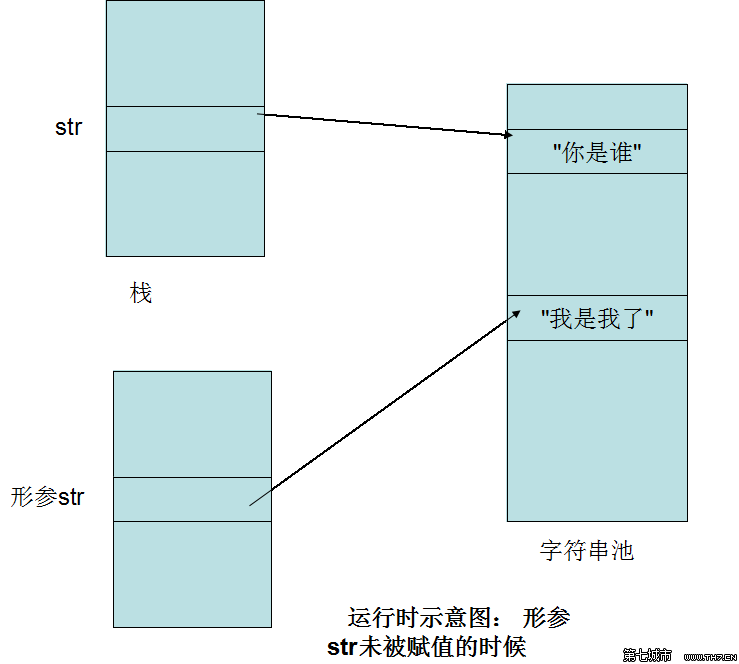 str
"你是谁"
栈
"我是我了"
形参str
字符串池
运行时示意图： 形参
str未被赋值的时候
第七城市 WWW.TH7.CN